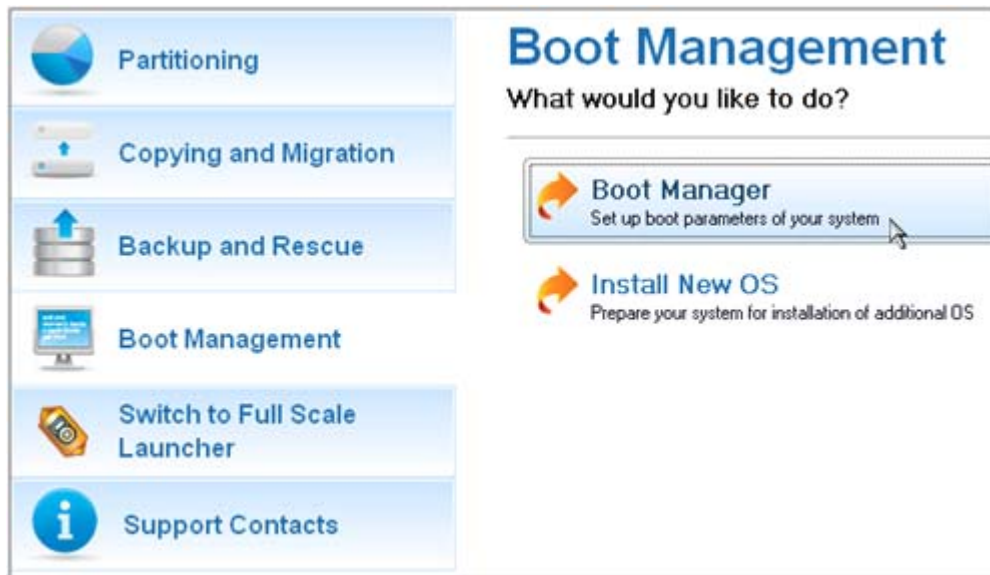 Partitioning
Copying and Migration
Backup and Rescue
Boot Management
Switch to Full Scale
Launcher
Support Contacts
Boot Management
What would you like to do?
Boot Manager
Set up boot parameters of your system
Install New OS
Prepare your system for installation of additional OS